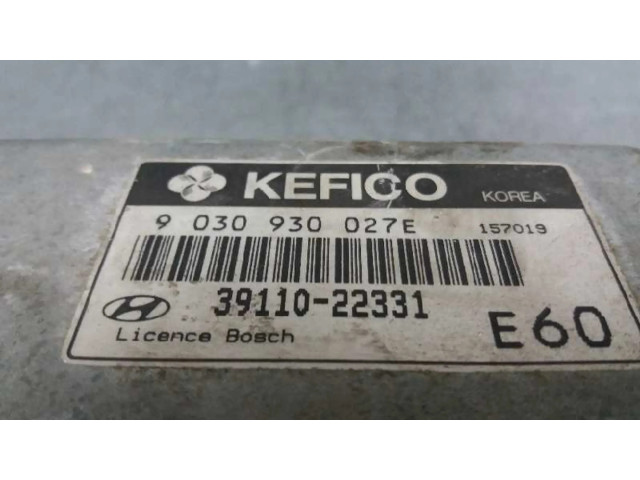 KEFICO KOREA
9 030 930 027E 157019
39110-22331
Licence Bosch E60